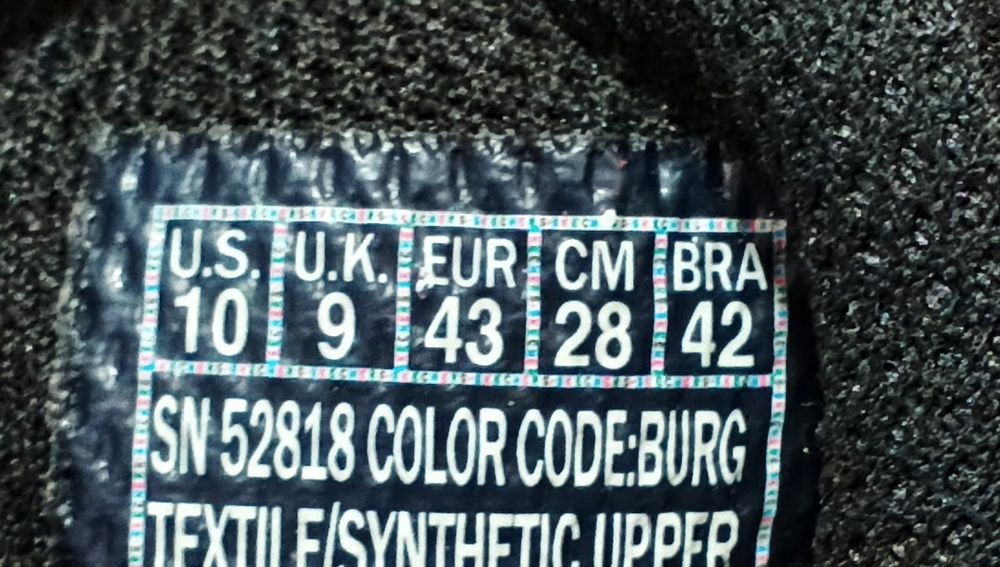 U.S. U.K. EUR CM BRA
10 9 43 28 42
SN 52818 COLOR CODE:BURG
TEXTILE/SYNTHETIC UPPER